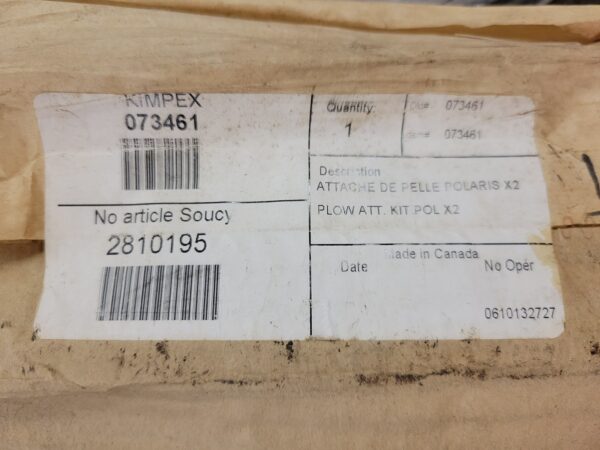 KIMPEX
073461
No article Soucy
2810195
Quantity:
1
073461
073461
Description
ATTACHE DE PELLE POLARIS X2
PLOW ATT. KIT POL X2
Made in Canada
Date
No Opér
0610132727